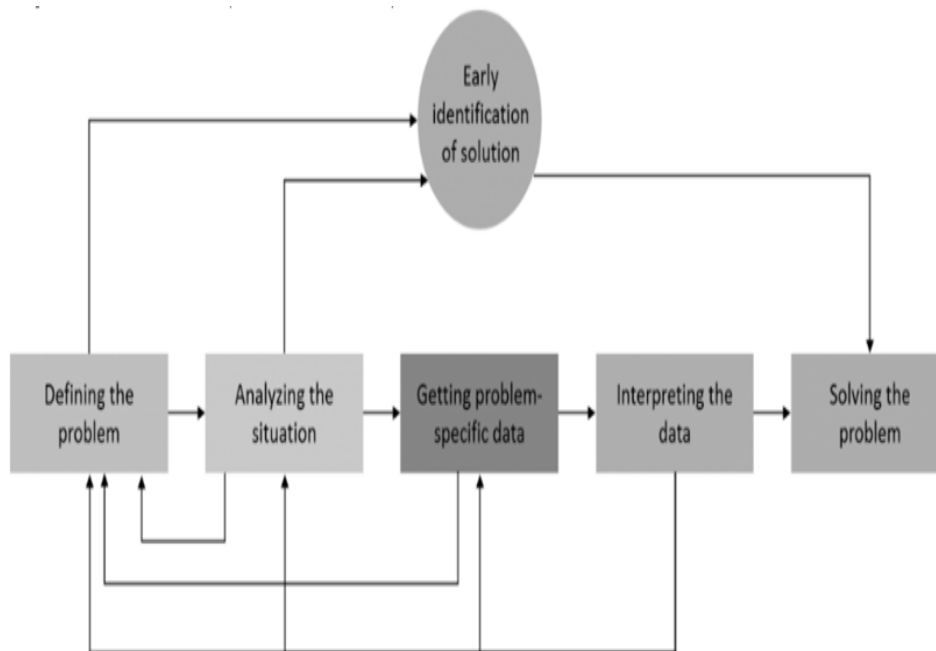 Early
identification
of solution
Defining the
problem
Analyzing the
situation
Getting problem-
specific data
Interpreting the
data
Solving the
problem